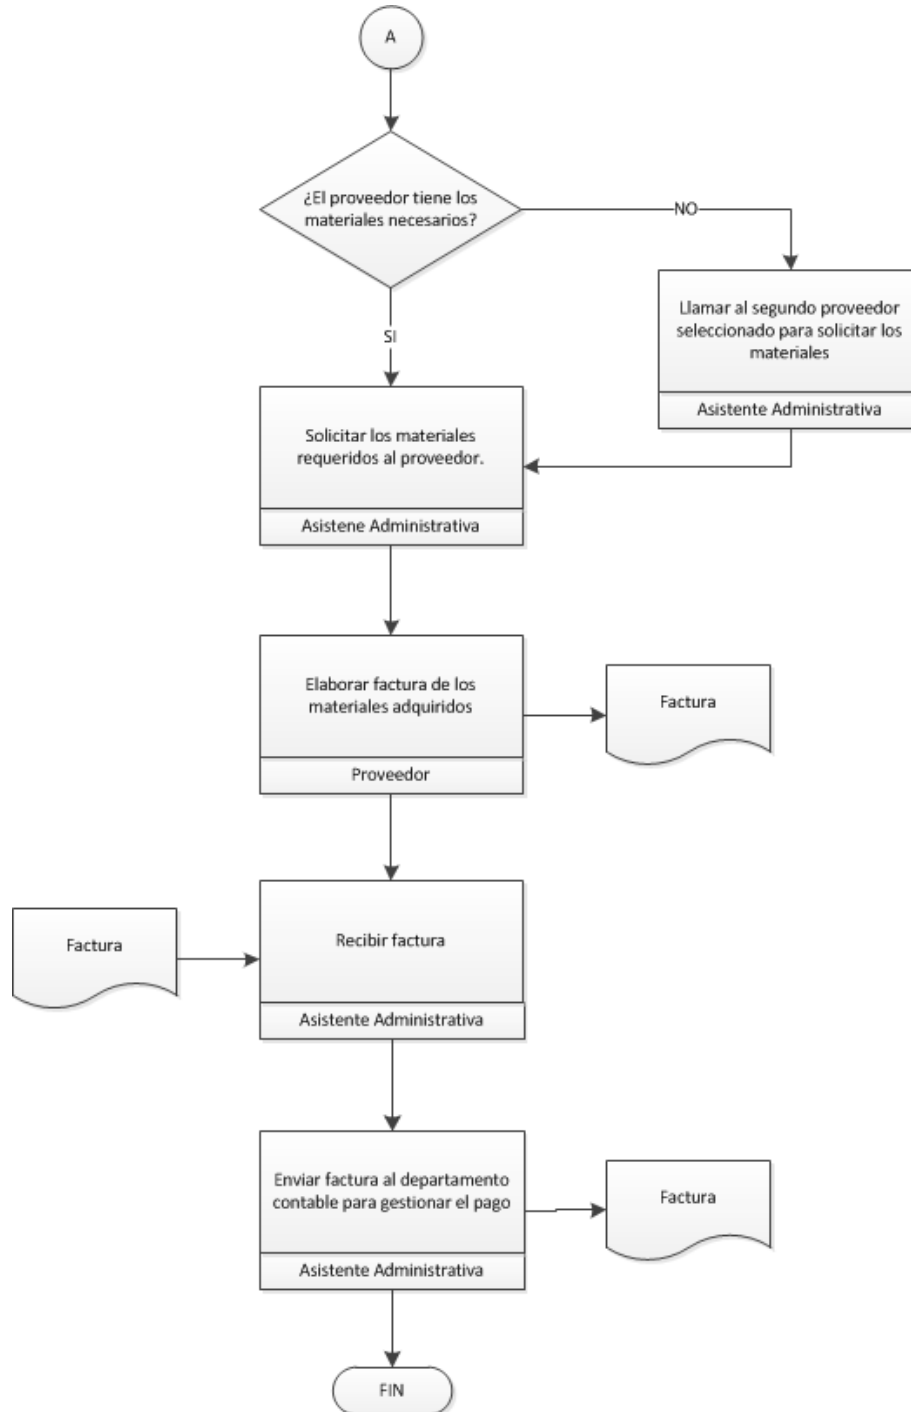 A
¿El proveedor tiene los
materiales necesarios?
NO
Llamar al segundo proveedor
seleccionado para solicitar los
materiales
Asistente Administrativa
SI
Solicitar los materiales
requeridos al proveedor.
Asistene Administrativa
Elaborar factura de los
materiales adquiridos
Proveedor
Factura
Factura
Recibir factura
Asistente Administrativa
Enviar factura al departamento
contable para gestionar el pago
Asistente Administrativa
Factura
FIN